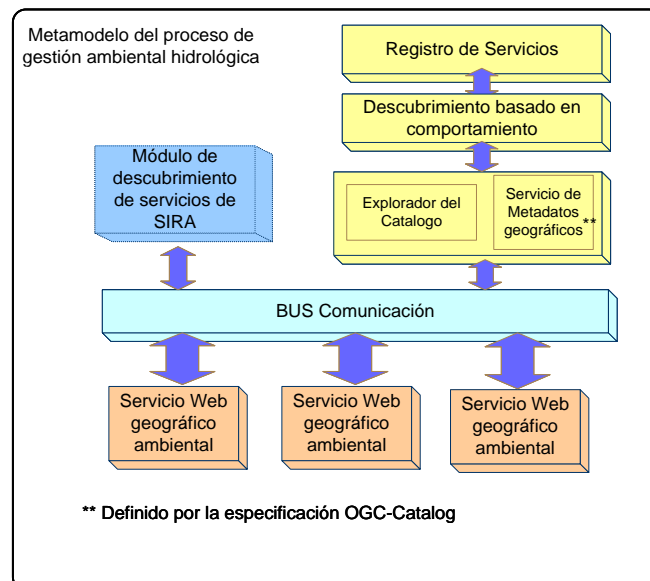 Metamodelo del proceso de
gestión ambiental hidrológica
Registro de Servicios
Descubrimiento basado en
comportamiento
Módulo de
descubrimiento
de servicios de
SIRA
Explorador del
Catalogo
Servicio de
Metadatos
geográficos**
BUS Comunicación
Servicio Web
geográfico
ambiental
Servicio Web
geográfico
ambiental
Servicio Web
geográfico
ambiental
** Definido por la especificación OGC-Catalog